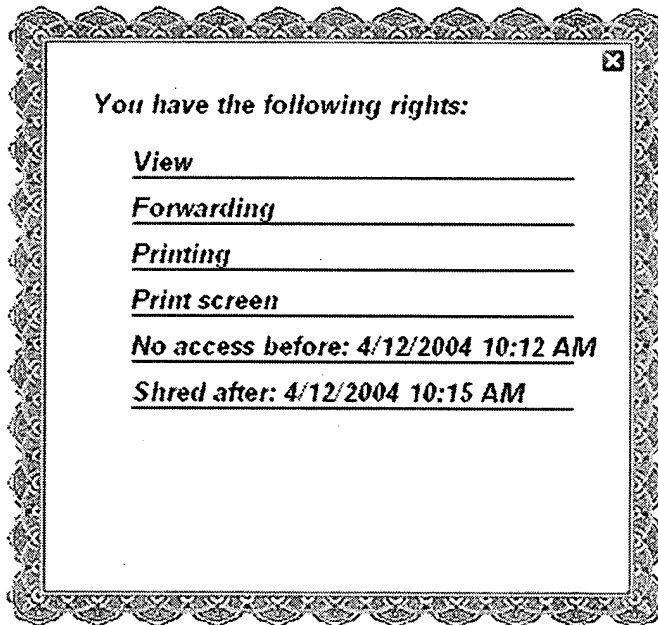 You have the following rights:
View
Forwarding
Printing
Print screen
No access before: 4/12/2004 10:12 AM
Shred after: 4/12/2004 10:15 AM